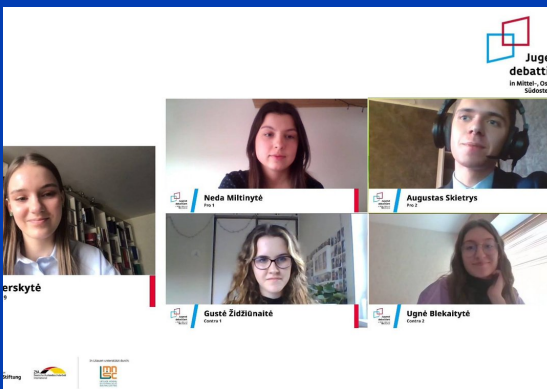 Juge
debatti
in Mittel-, Os
Südoste
Neda Miltinytė
Pro 1
Augustas Skietrys
Pro 2
erskytė
Gustė Židžiūnaitė
Contra 1
Ugnė Blekaitytė
Contra 2
Stiftung
ZfA